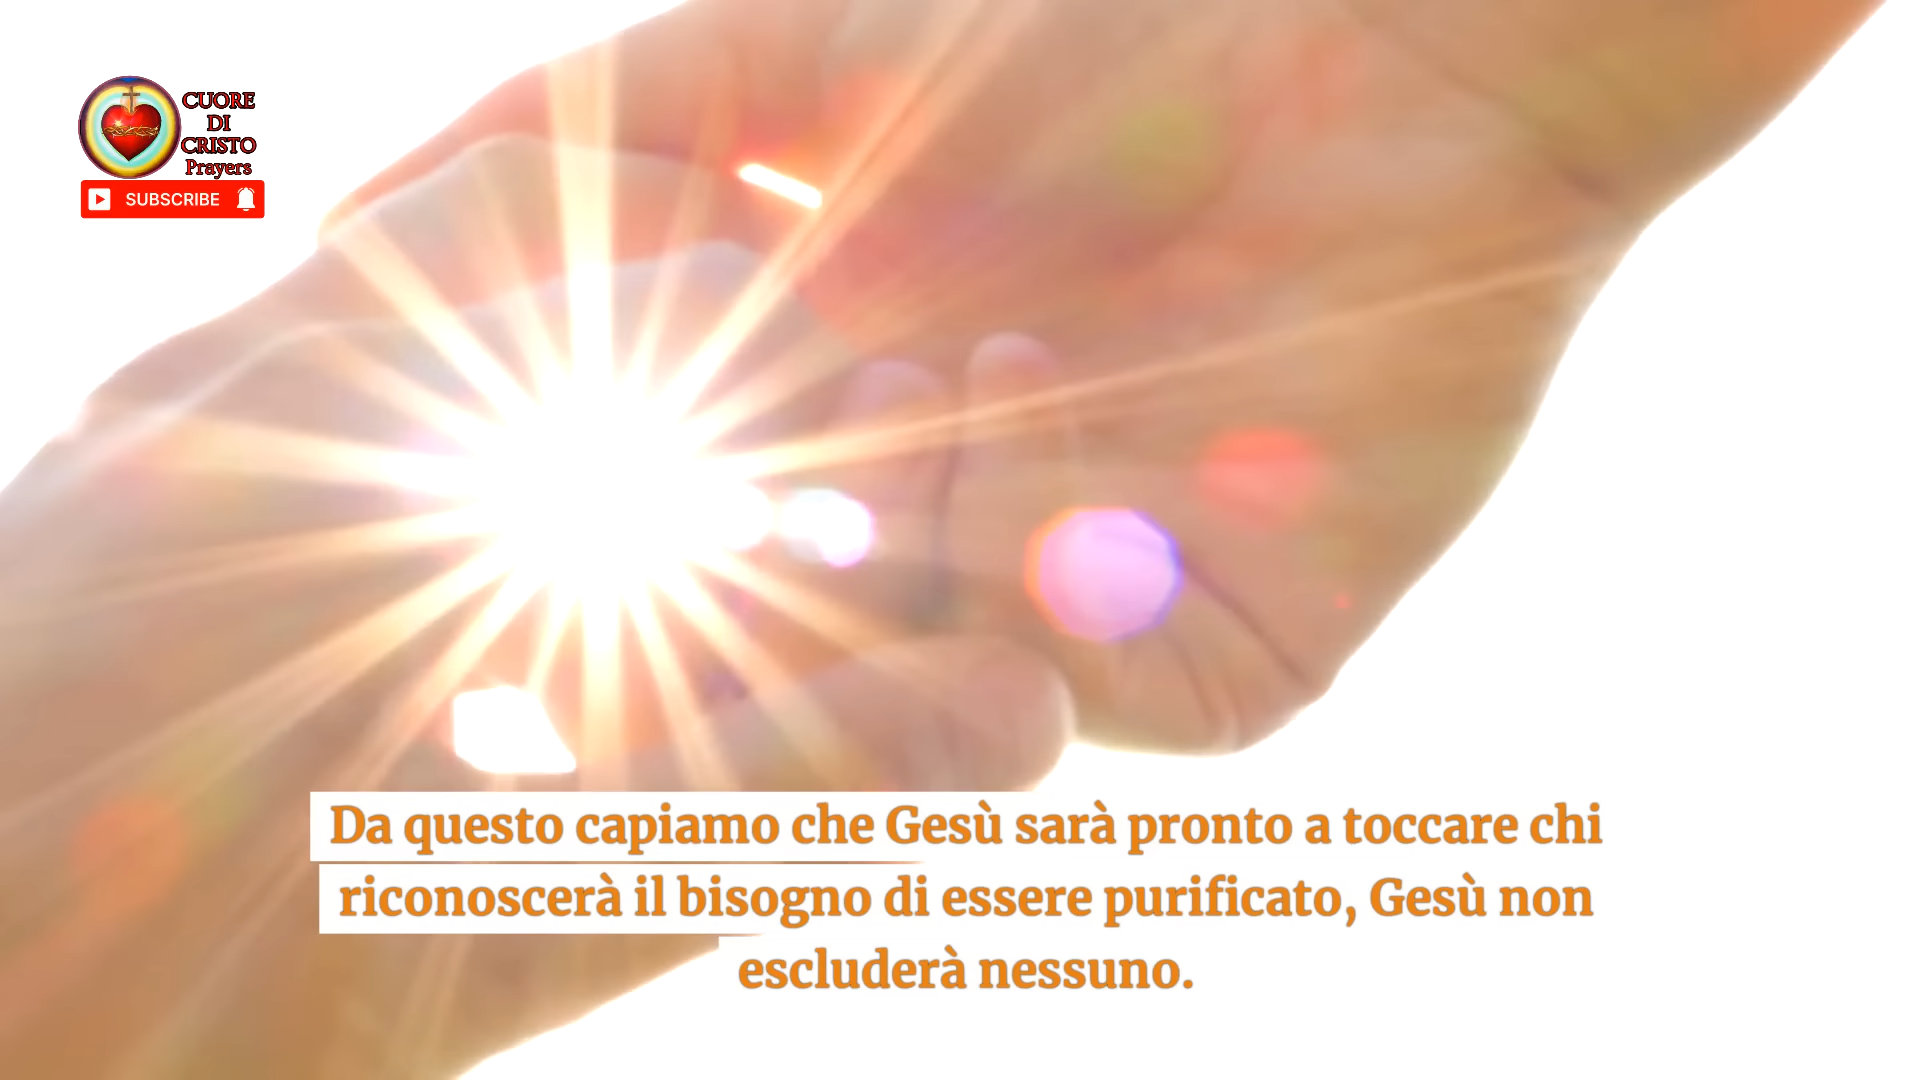 CUORE
DI
CRISTO
Prayers
SUBSCRIBE
Da questo capiamo che Gesù sarà pronto a toccare chi
riconoscerà il bisogno di essere purificato, Gesù non
escluderà nessuno.